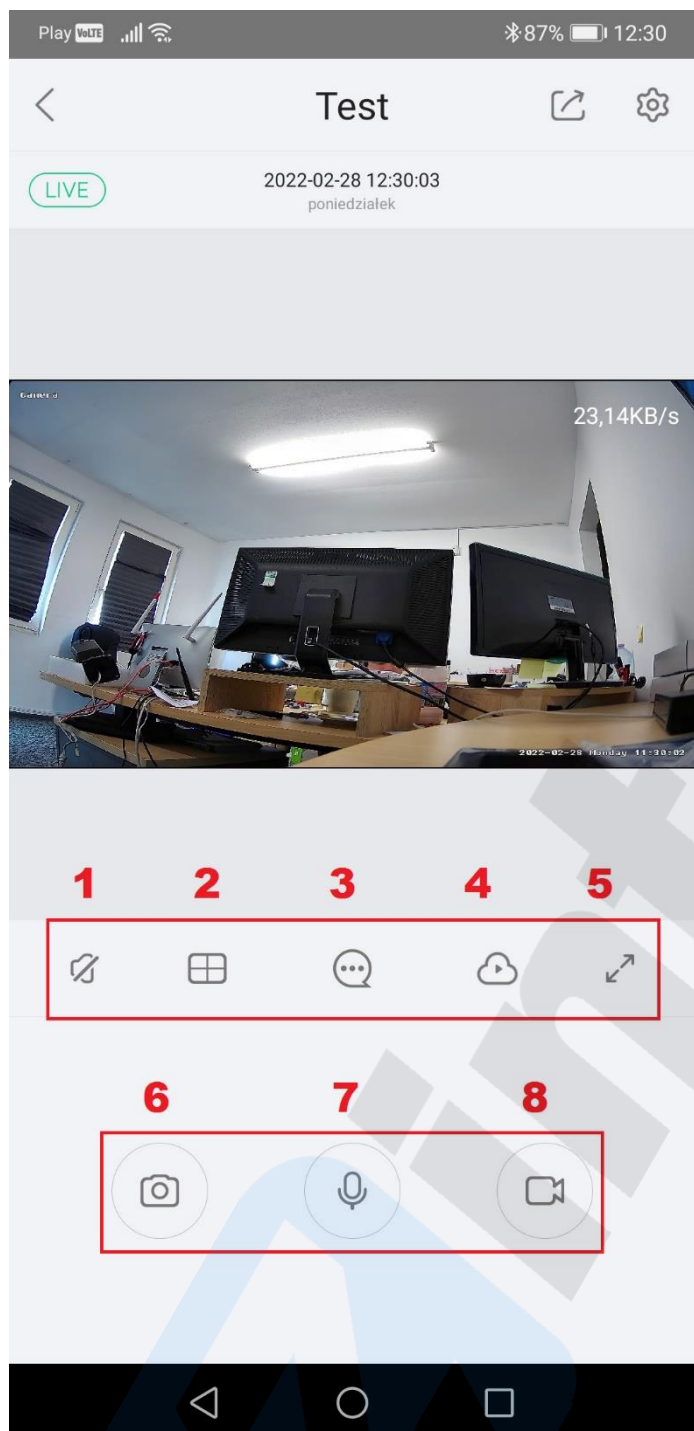 Play VoLTE 87% 12:30
Test
LIVE 2022-02-28 12:30:03
poniedziałek
Camera
23,14KB/s
2022-02-28 Monday 11:30:02
1 2 3 4 5
6 7 8